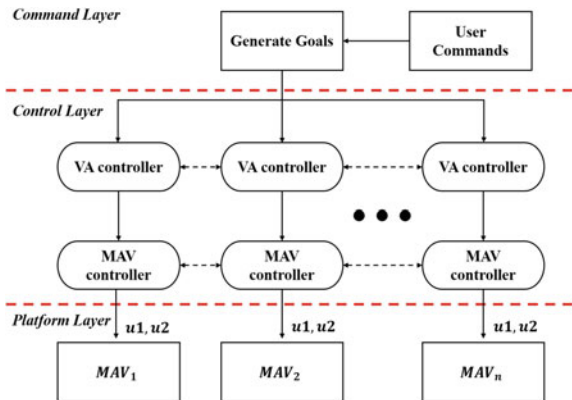 Command Layer
Generate Goals
User
Commands
Control Layer
VA controller
VA controller
VA controller
MAV
controller
MAV
controller
MAV
controller
Platform Layer
u1, u2
u1, u2
u1, u2
MAV₁
MAV₂
MAVₙ